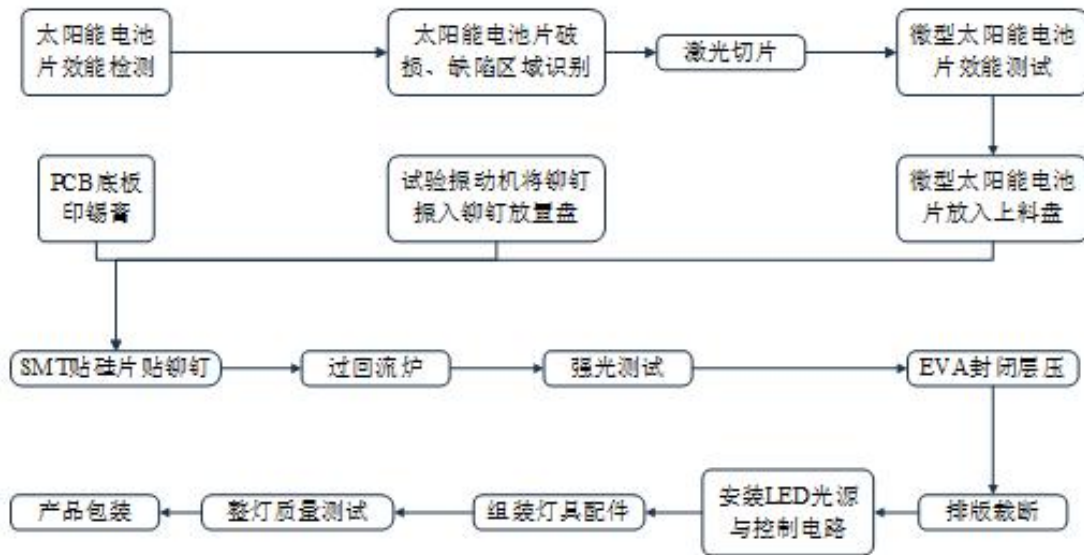 太阳能电池
片效能检测
太阳能电池片破
损、缺陷区域识别
激光切片
微型太阳能电池
片效能测试
PCB底板
印锡膏
试验振动机将铆钉
振入铆钉放置盘
微型太阳能电池
片放入上料盘
SMT贴硅片贴铆钉
过回流炉
强光测试
EVA封闭层压
产品包装
整灯质量测试
组装灯具配件
安装LED光源
与控制电路
排版裁断